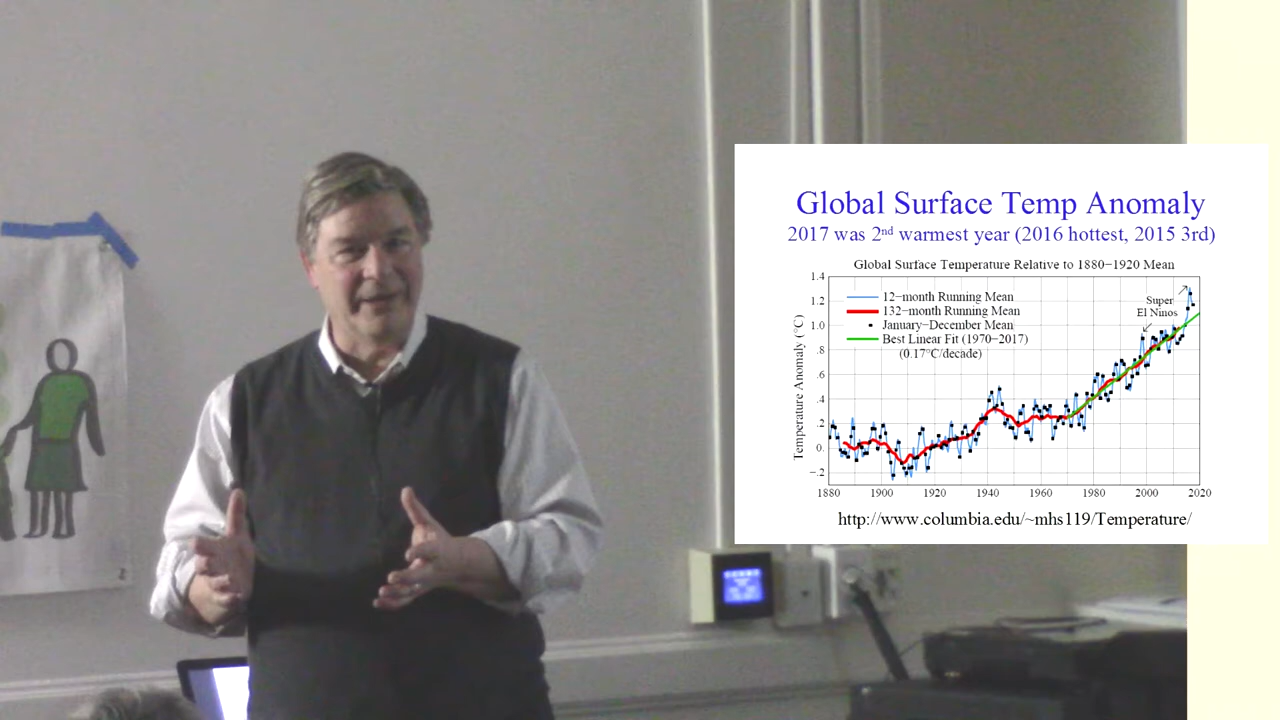 Global Surface Temp Anomaly
2017 was 2nd warmest year (2016 hottest, 2015 3rd)
Global Surface Temperature Relative to 1880−1920 Mean
12−month Running Mean
132−month Running Mean
January−December Mean
Best Linear Fit (1970−2017)
(0.17°C/decade)
Super
El Ninos
Temperature Anomaly (°C)
1.4
1.2
1.0
.8
.6
.4
.2
0.
−.2
1880 1900 1920 1940 1960 1980 2000 2020
http://www.columbia.edu/~mhs119/Temperature/